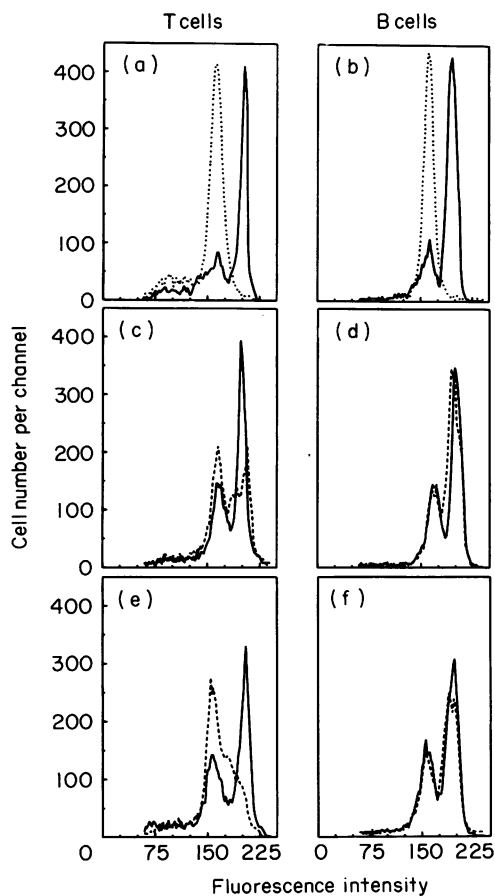 T cells B cells
(a) (b)
400
300
200
100
0
(c) (d)
400
300
200
100
0
(e) (f)
400
300
200
100
0
75 150 225 0 75 150 225
Cell number per channel
Fluorescence intensity